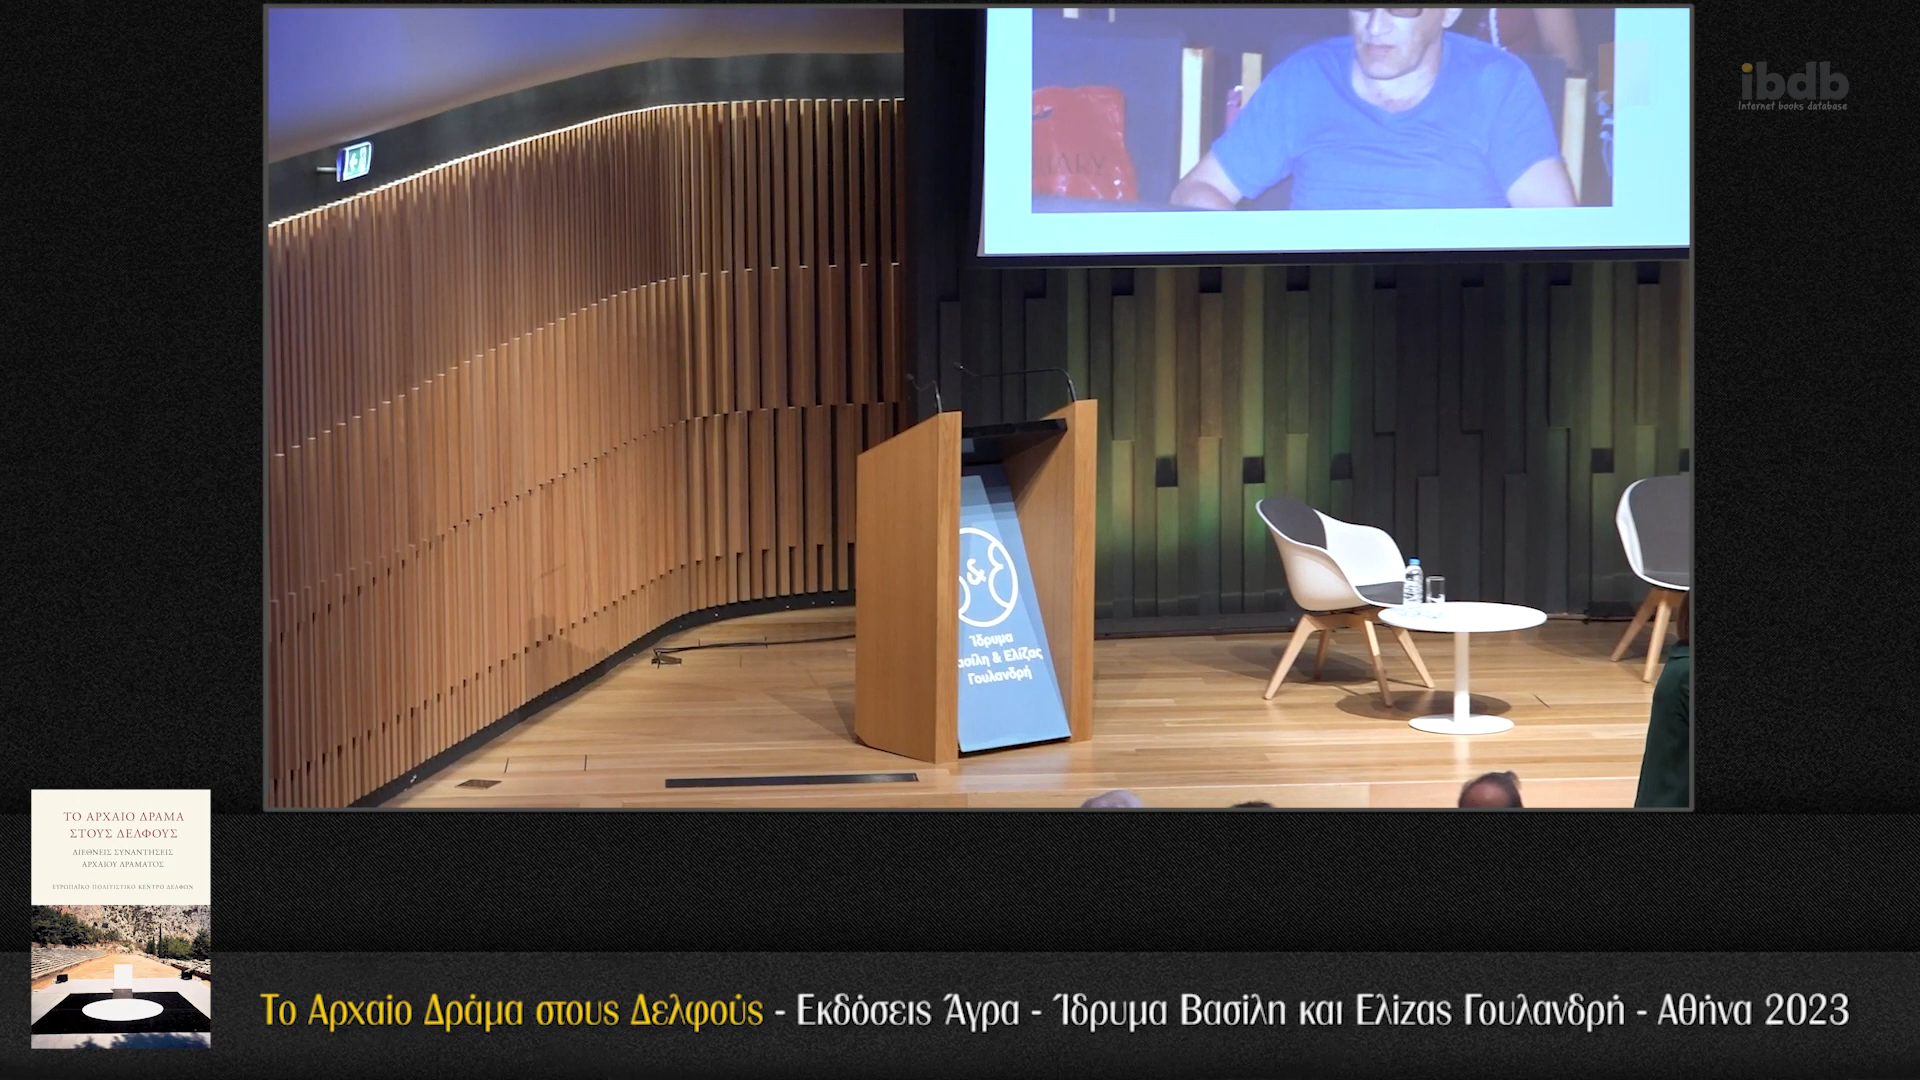 ibdb
Internet books database
&
Ίδρυμα
ασίλη & Ελίζας
Γουλανδρή
ΤΟ ΑΡΧΑΙΟ ΔΡΑΜΑ
ΣΤΟΥΣ ΔΕΛΦΟΥΣ
ΔΙΕΘΝΕΙΣ ΣΥΝΑΝΤΗΣΕΙΣ
ΑΡΧΑΙΟΥ ΔΡΑΜΑΤΟΣ
ΕΥΡΩΠΑΪΚΟ ΠΟΛΙΤΙΣΤΙΚΟ ΚΕΝΤΡΟ ΔΕΛΦΩΝ
Το Αρχαίο Δράμα στους Δελφούς - Εκδόσεις Άγρα - Ίδρυμα Βασίλη και Ελίζας Γουλανδρή - Αθήνα 2023